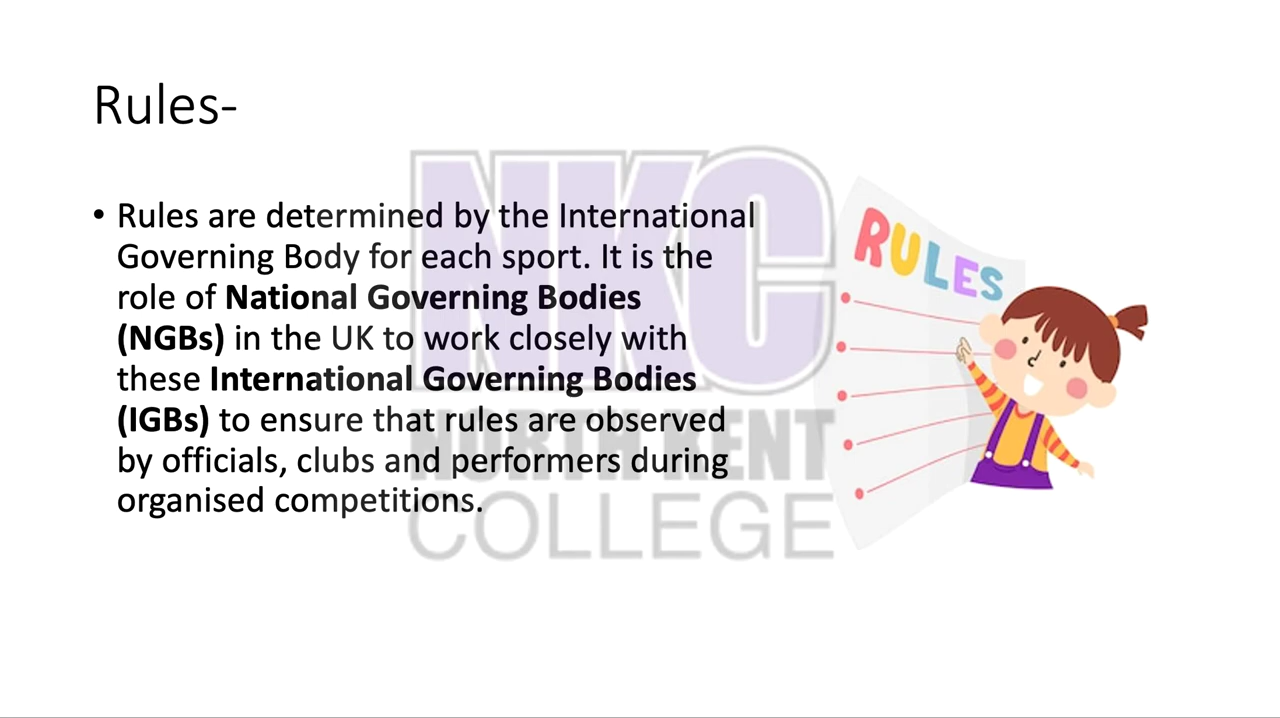 Rules-
• Rules are determined by the International
Governing Body for each sport. It is the
role of National Governing Bodies
(NGBs) in the UK to work closely with
these International Governing Bodies
(IGBs) to ensure that rules are observed
by officials, clubs and performers during
organised competitions.
NKC
NORTH KENT
COLLEGE
RULES